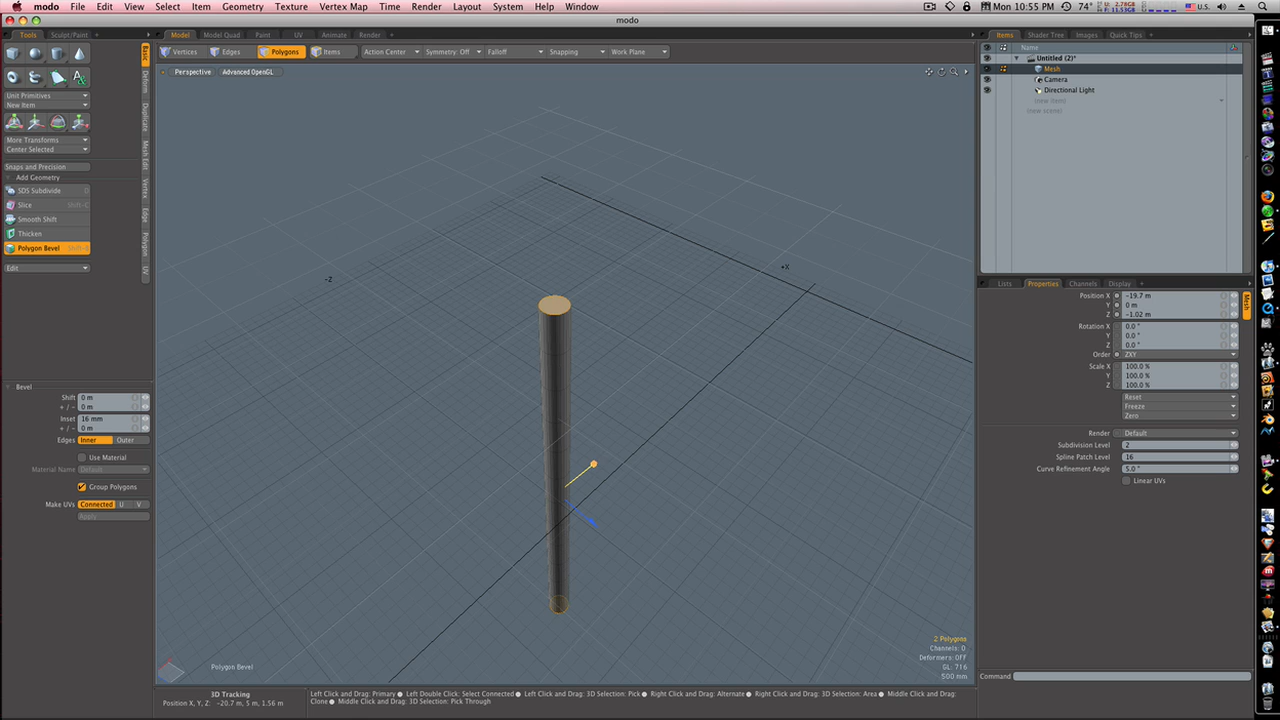 modo File Edit View Select Item Geometry Texture Vertex Map Time Render Layout System Help Window
Mon 10:55 PM 74° U: 2.78GB F: 11.53GB U.S.
modo
Tools Sculpt/Paint
Model Model Quad Paint UV Animate Render
Items Shader Tree Images Quick Tips
Vertices Edges Polygons Items Action Center Symmetry: Off Falloff Snapping Work Plane
Name
Perspective Advanced OpenGL
Untitled (2)*
Mesh
Camera
Directional Light
(new item)
(new scene)
Basic
Deform
Duplicate
Mesh Edit
Vertex
Edge
Polygon
UV
Unit Primitives
New Item
More Transforms
Center Selected
Snaps and Precision
Add Geometry
SDS Subdivide D
Slice Shift-C
Smooth Shift
Thicken
Polygon Bevel
Edit
-Z
+X
Lists Properties Channels Display
Mesh
Position X -19.7 m
Y 0 m
Z -1.02 m
Rotation X 0.0 °
Y 0.0 °
Z 0.0 °
Order ZXY
Scale X 100.0 %
Y 100.0 %
Z 100.0 %
Reset
Freeze
Zero
Render Default
Subdivision Level 2
Spline Patch Level 16
Curve Refinement Angle 5.0 °
Linear UVs
Bevel
Shift 0 m
+ / - 0 m
Inset 16 mm
+ / - 0 m
Edges Inner Outer
Use Material
Material Name Default
Group Polygons
Make UVs Connected U V
Apply
2 Polygons
Channels: 0
Deformers: OFF
GL: 716
500 mm
Polygon Bevel
Command
3D Tracking
Position X, Y, Z: -20.7 m, 5 m, 1.56 m
Left Click and Drag: Primary ● Left Double Click: Select Connected ● Left Click and Drag: 3D Selection: Pick ● Right Click and Drag: Alternate ● Right Click and Drag: 3D Selection: Area ● Middle Click and Drag:
Clone ● Middle Click and Drag: 3D Selection: Pick Through